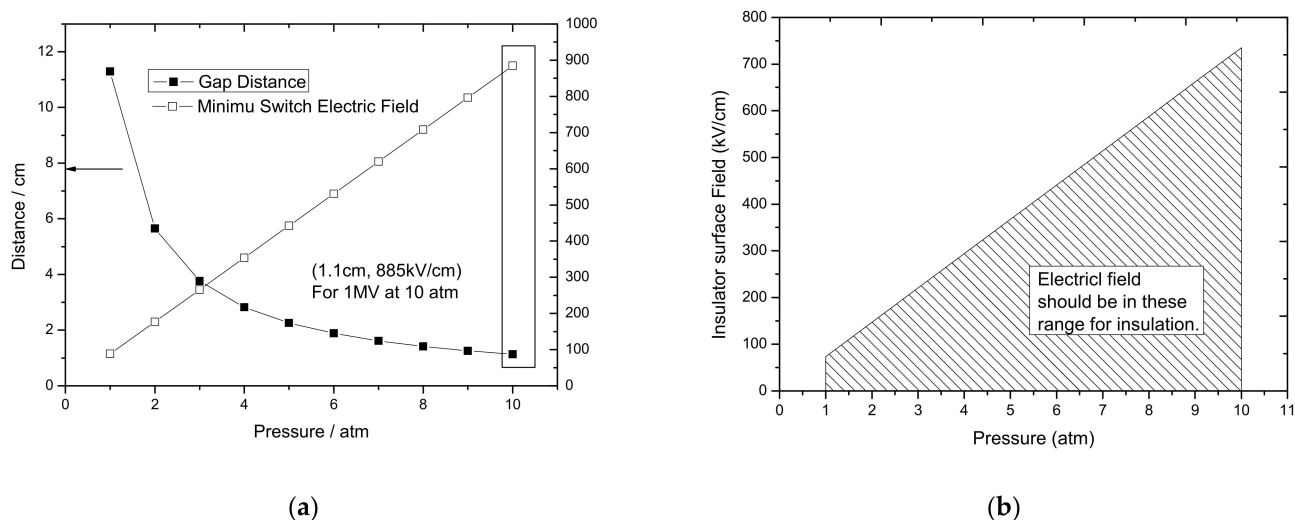 1000
12
900
Gap Distance
800
Minimu Switch Electric Field
10
700
8
600
500
6
400
(1.1cm, 885kV/cm)
4
For 1MV at 10 atm
300
200
2
100
0
0
0
2
4
6
8
10
Distance / cm
Pressure / atm
(a)
800
700
600
500
400
300
200
100
0
Electricl field
should be in these
range for insulation.
0 1 2 3 4 5 6 7 8 9 10 11
Insulator surface Field (kV/cm)
Pressure (atm)
(b)